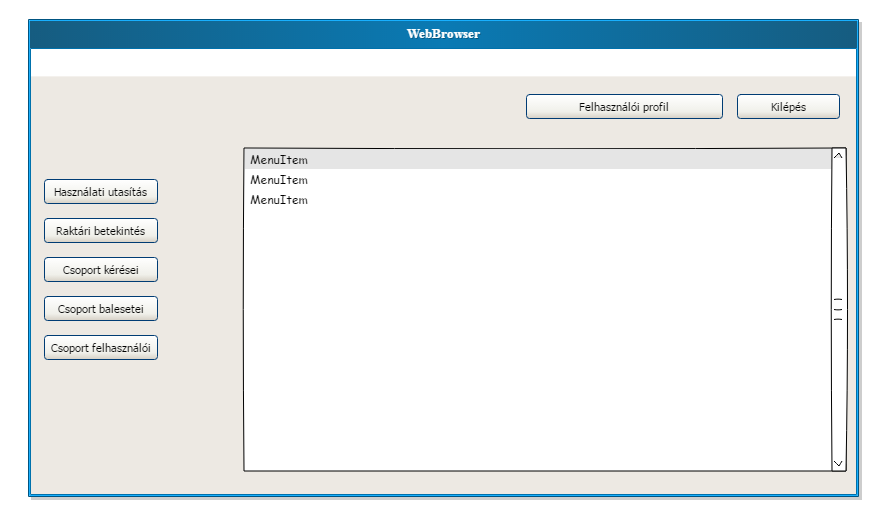 WebBrowser
Felhasználói profil
Kilépés
MenuItem
MenuItem
MenuItem
Használati utasítás
Raktári betekintés
Csoport kérései
Csoport balesetei
Csoport felhasználói